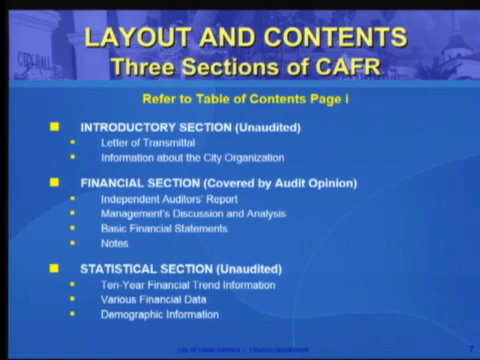 CITY HALL
LAYOUT AND CONTENTS
Three Sections of CAFR
Refer to Table of Contents Page I
INTRODUCTORY SECTION (Unaudited)
Letter of Transmittal
Information about the City Organization
FINANCIAL SECTION (Covered by Audit Opinion)
Independent Auditors' Report
Management's Discussion and Analysis
Basic Financial Statements
Notes
STATISTICAL SECTION (Unaudited)
Ten-Year Financial Trend Information
Various Financial Data
Demographic Information
City of Santa Barbara - Finance Department
7